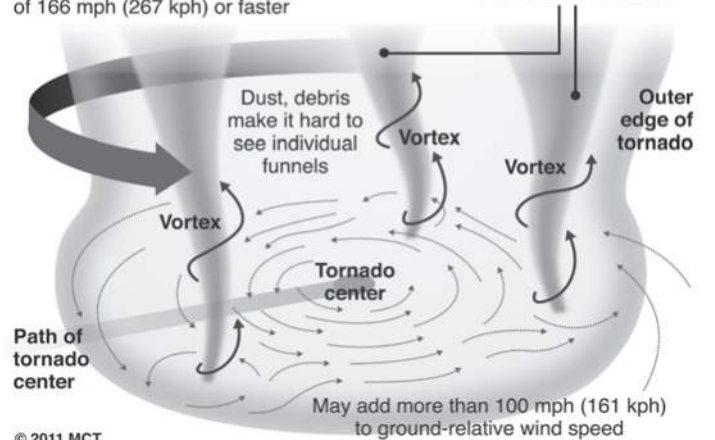 of 166 mph (267 kph) or faster
Dust, debris
make it hard to
see individual
funnels
Vortex
Vortex
Vortex
Outer
edge of
tornado
Tornado
center
Path of
tornado
center
May add more than 100 mph (161 kph)
to ground-relative wind speed
© 2011 MCT